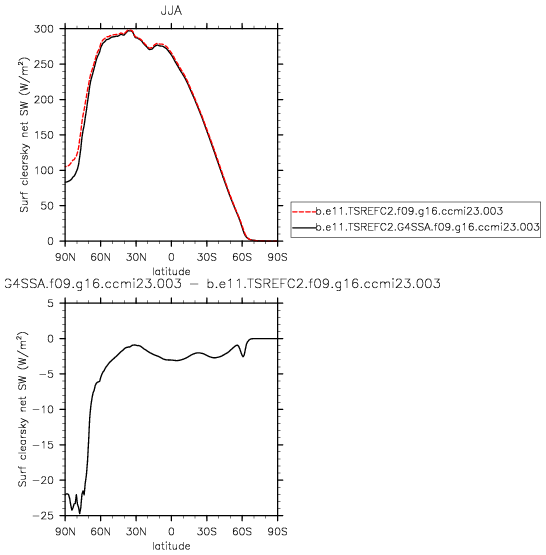 JJA
300
250
200
150
100
50
0
Surf clearsky net SW (W/m²)
90N 60N 30N 0 30S 60S 90S
latitude
b.e11.TSREFC2.f09.g16.ccmi23.003
b.e11.TSREFC2.G4SSA.f09.g16.ccmi23.003
G4SSA.f09.g16.ccmi23.003 − b.e11.TSREFC2.f09.g16.ccmi23.003
5
0
−5
−10
−15
−20
−25
Surf clearsky net SW (W/m²)
90N 60N 30N 0 30S 60S 90S
latitude